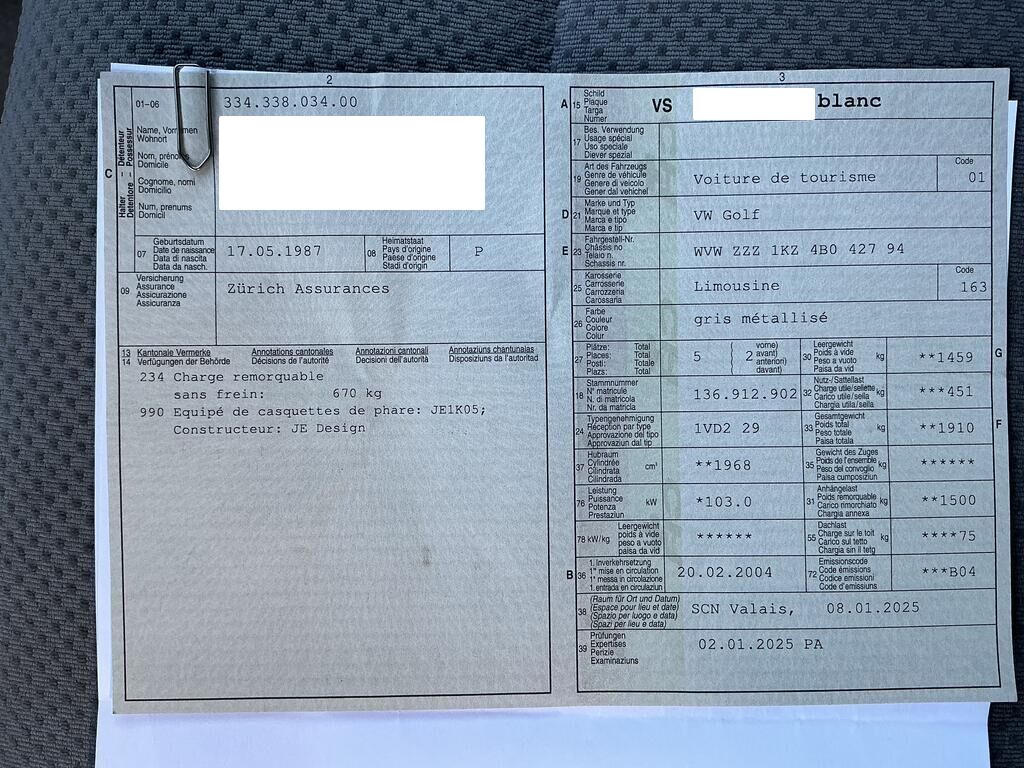 2
01-06
334.338.034.00
C
Halter – Détenteur
Detentore – Possessur
Name, Vornamen
Wohnort
Nom, prénoms
Domicile
Cognome, nomi
Domicilio
Num, prenums
Domicil
07
Geburtsdatum
Date de naissance
Data di nascita
Data da nasch.
17.05.1987
08
Heimatstaat
Pays d'origine
Paese d'origine
Stadi d'origin
P
09
Versicherung
Assurance
Assicurazione
Assicuranza
Zürich Assurances
13 Kantonale Vermerke Annotations cantonales Annotazioni cantonali Annotaziuns chantunalas
14 Verfügungen der Behörde Décisions de l'autorité Decisioni dell'autorità Disposiziuns da l'autoritad
234 Charge remorquable
sans frein: 670 kg
990 Equipé de casquettes de phare: JE1K05;
Constructeur: JE Design
3
A 15
Schild
Plaque
Targa
Numer
VS blanc
17
Bes. Verwendung
Usage spécial
Uso speciale
Diever spezial
19
Art des Fahrzeugs
Genre de véhicule
Genere di veicolo
Gener dal vehichel
Voiture de tourisme
Code
01
D 21
Marke und Typ
Marque et type
Marca e tipo
Marca e tip
VW Golf
E 23
Fahrgestell-Nr.
Châssis no
Telaio n.
Schassis nr.
WVW ZZZ 1KZ 4B0 427 94
25
Karosserie
Carrosserie
Carrozzeria
Carossaria
Limousine
Code
163
26
Farbe
Couleur
Colore
Colur
gris métallisé
27
Plätze: Total
Places: Total
Posti: Totale
Plazs: Total
5
( 2
vorne)
avant)
anteriori)
davant)
30
Leergewicht
Poids à vide
Peso a vuoto
Paisa da vid
kg
**1459
G
18
Stammnummer
N° matricule
N. di matricola
Nr. da matricla
136.912.902
32
Nutz-/Sattellast
Charge utile/sellette
Carico utile/sella
Chargia utila/sella
kg
***451
24
Typengenehmigung
Réception par type
Approvazione del tipo
Approvaziun dal tip
1VD2 29
33
Gesamtgewicht
Poids total
Peso totale
Paisa totala
kg
**1910
F
37
Hubraum
Cylindrée
Cilindrata
Cilindrada
cm³
**1968
35
Gewicht des Zuges
Poids de l'ensemble
Peso del convoglio
Paisa cumposiziun
kg
******
76
Leistung
Puissance
Potenza
Prestaziun
kW
*103.0
31
Anhängelast
Poids remorquable
Carico rimorchiato
Chargia annexa
kg
**1500
78 kW/kg
Leergewicht
poids à vide
peso a vuoto
paisa da vid
******
55
Dachlast
Charge sur le toit
Carico sul tetto
Chargia sin il tetg
kg
****75
B 36
1. Inverkehrsetzung
1re mise en circulation
1a messa in circolazione
1. entrada en circulaziun
20.02.2004
72
Emissionscode
Code émissions
Codice emissioni
Code d'emissiuns
***B04
38
(Raum für Ort und Datum)
(Espace pour lieu et date)
(Spazio per luogo e data)
(Spazi per lieu e data)
SCN Valais, 08.01.2025
39
Prüfungen
Expertises
Perizie
Examinaziuns
02.01.2025 PA